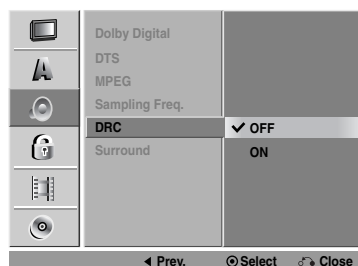 Dolby Digital
DTS
MPEG
Sampling Freq.
DRC
✔ OFF
ON
Surround
◀ Prev. Select Close